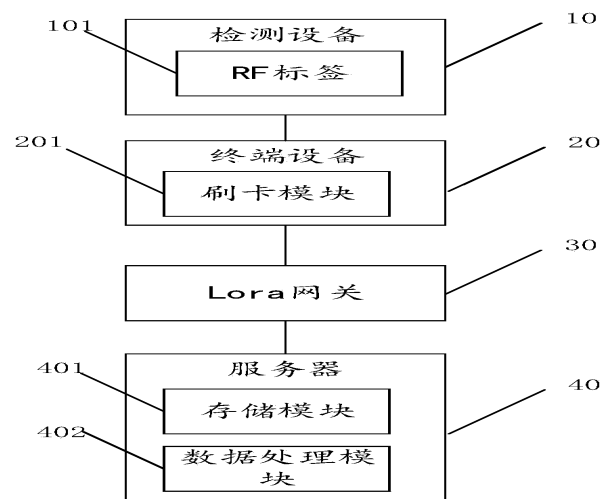 101
检测设备
10
RF标签
201
终端设备
20
刷卡模块
30
Lora网关
401
服务器
40
存储模块
402
数据处理模
块